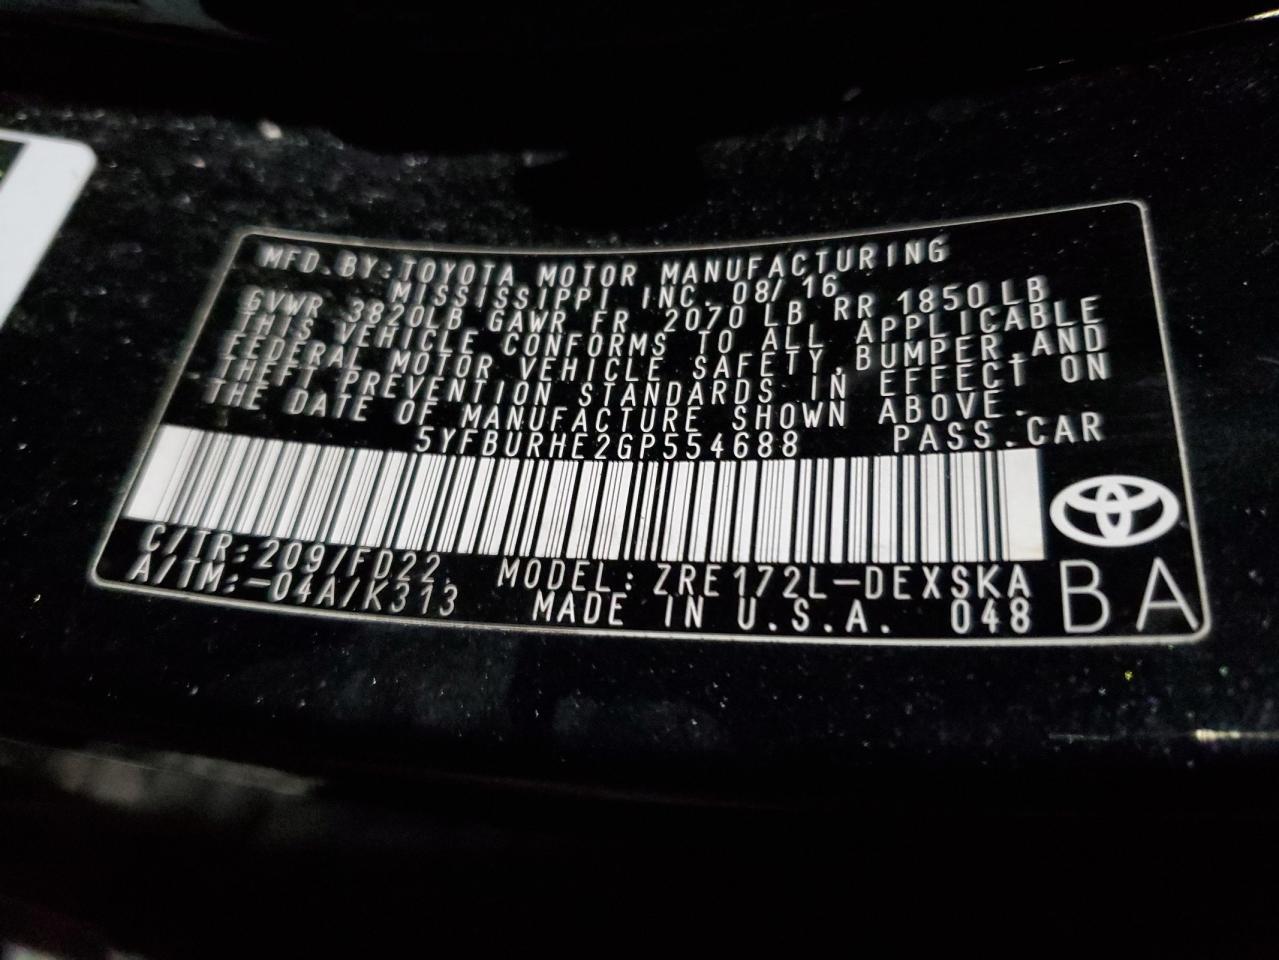 MFD.BY:TOYOTA MOTOR MANUFACTURING
MISSISSIPPI, INC. 08/16
GVWR 3820LB GAWR FR 2070 LB RR 1850LB
THIS VEHICLE CONFORMS TO ALL APPLICABLE
FEDERAL MOTOR VEHICLE SAFETY,BUMPER,AND
THEFT PREVENTION STANDARDS IN EFFECT ON
THE DATE OF MANUFACTURE SHOWN ABOVE.
5YFBURHE2GP554688 PASS.CAR
C/TR:209/FD22
A/TM:-04A/K313
MODEL:ZRE172L-DEXSKA
MADE IN U.S.A. 048
BA